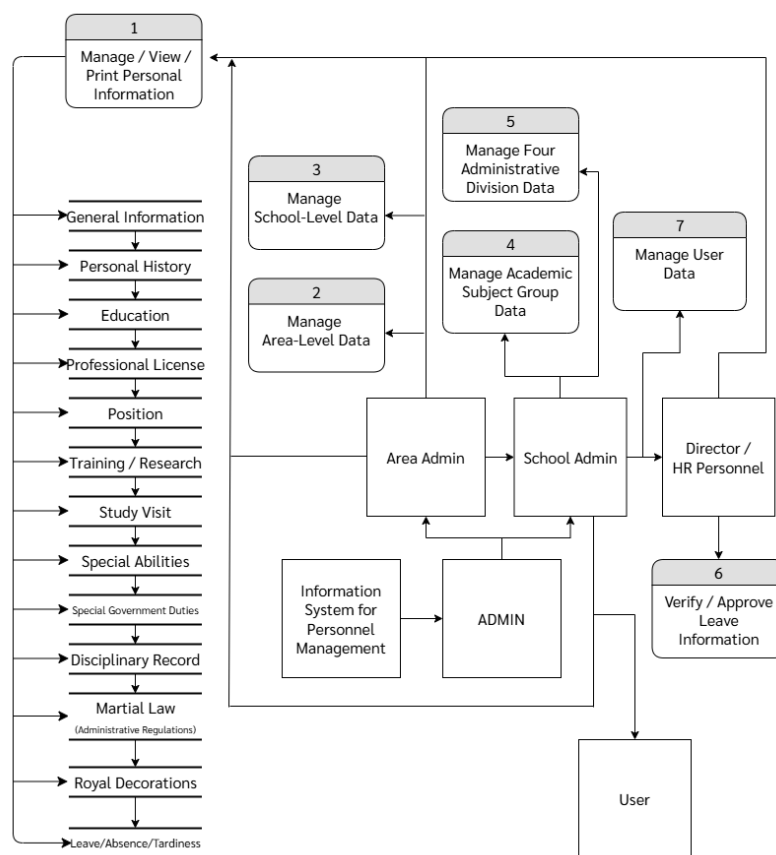 1
Manage / View /
Print Personal
Information
General Information
Personal History
Education
Professional License
Position
Training / Research
Study Visit
Special Abilities
Special Government Duties
Disciplinary Record
Martial Law
(Administrative Regulations)
Royal Decorations
Leave/Absence/Tardiness
3
Manage
School-Level Data
2
Manage
Area-Level Data
5
Manage Four
Administrative
Division Data
4
Manage Academic
Subject Group
Data
7
Manage User
Data
Area Admin
School Admin
Director /
HR Personnel
Information
System for
Personnel
Management
ADMIN
6
Verify / Approve
Leave
Information
User